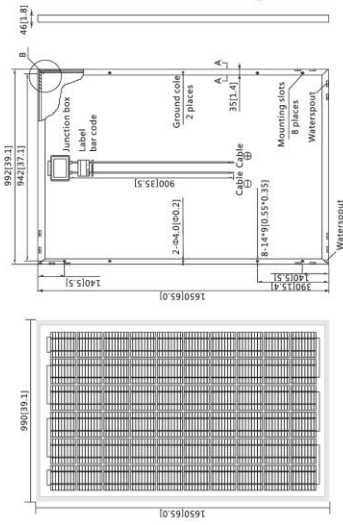 46[1.8]
B
992[39.1]
942[37.1]
Junction box
Label
bar code
Ground cole
2 places
A
A
35[1.4]
Mounting slots
8 places
Waterspout
900(35.5]
Cable
Cable
2-Φ4.0[Φ0.2]
8-14*9[0.55*0.35]
140[5.5]
140[5.5]
390[15.4]
1650[65.0]
Waterspout
990[39.1]
1650[65.0]